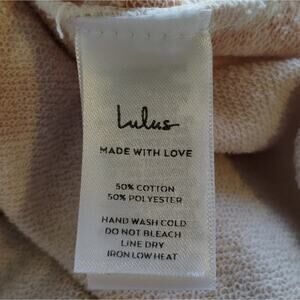 Lulus
MADE WITH LOVE
50% COTTON
50% POLYESTER
HAND WASH COLD
DO NOT BLEACH
LINE DRY
IRON LOW HEAT